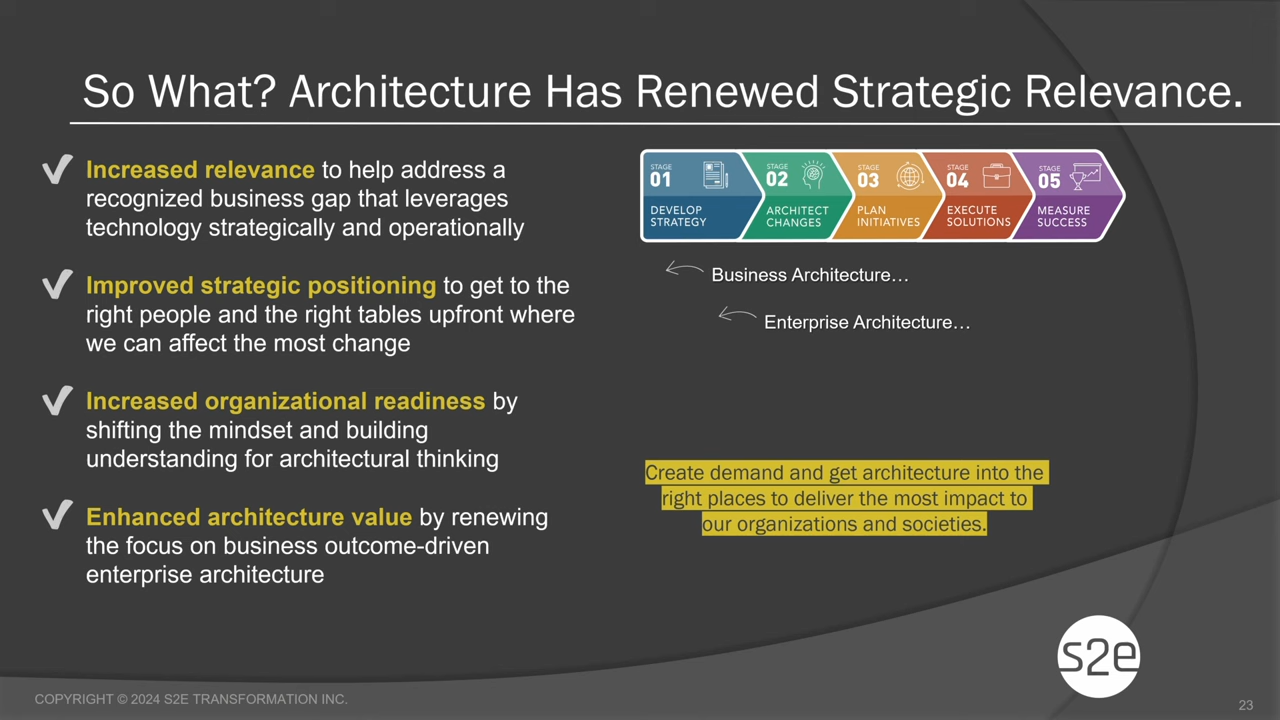 So What? Architecture Has Renewed Strategic Relevance.
Increased relevance to help address a
recognized business gap that leverages
technology strategically and operationally
Improved strategic positioning to get to the
right people and the right tables upfront where
we can affect the most change
Increased organizational readiness by
shifting the mindset and building
understanding for architectural thinking
Enhanced architecture value by renewing
the focus on business outcome-driven
enterprise architecture
STAGE
01
DEVELOP
STRATEGY
STAGE
02
ARCHITECT
CHANGES
STAGE
03
PLAN
INITIATIVES
STAGE
04
EXECUTE
SOLUTIONS
STAGE
05
MEASURE
SUCCESS
Business Architecture…
Enterprise Architecture…
Create demand and get architecture into the
right places to deliver the most impact to
our organizations and societies.
s2e
COPYRIGHT © 2024 S2E TRANSFORMATION INC.
23